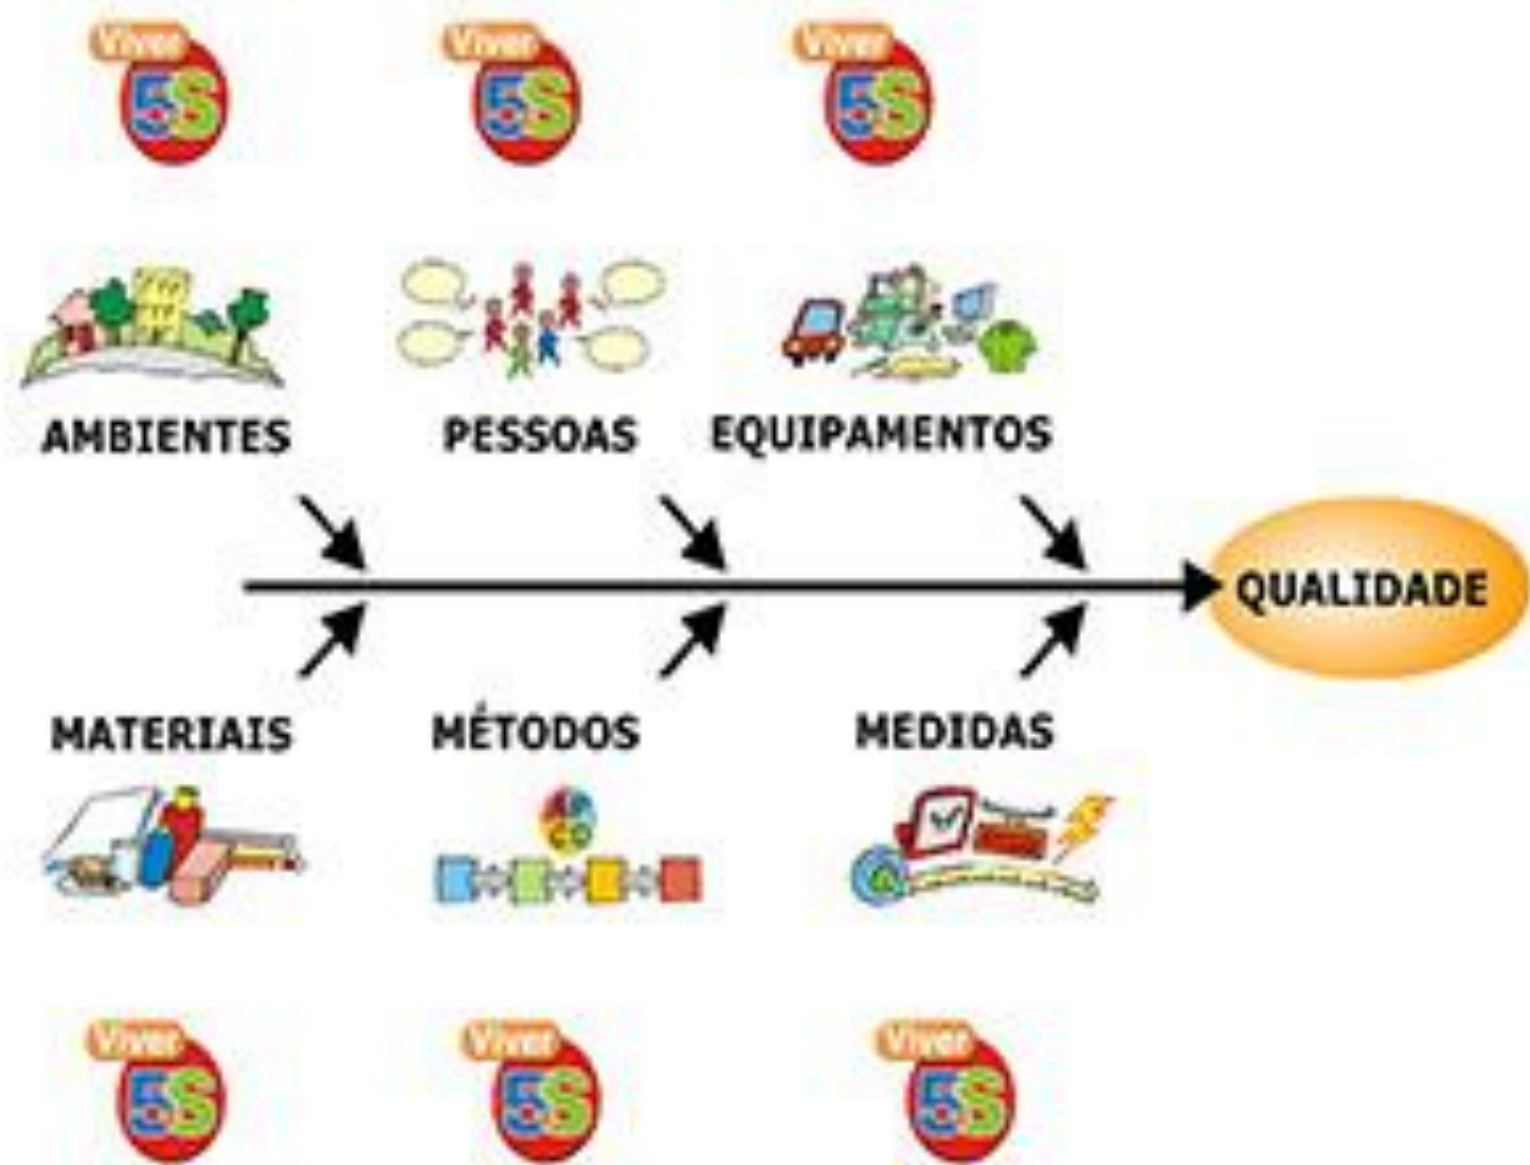 Viver
5S
Viver
5S
Viver
5S
AMBIENTES
PESSOAS
EQUIPAMENTOS
QUALIDADE
MATERIAIS
MÉTODOS
MEDIDAS
Viver
5S
Viver
5S
Viver
5S